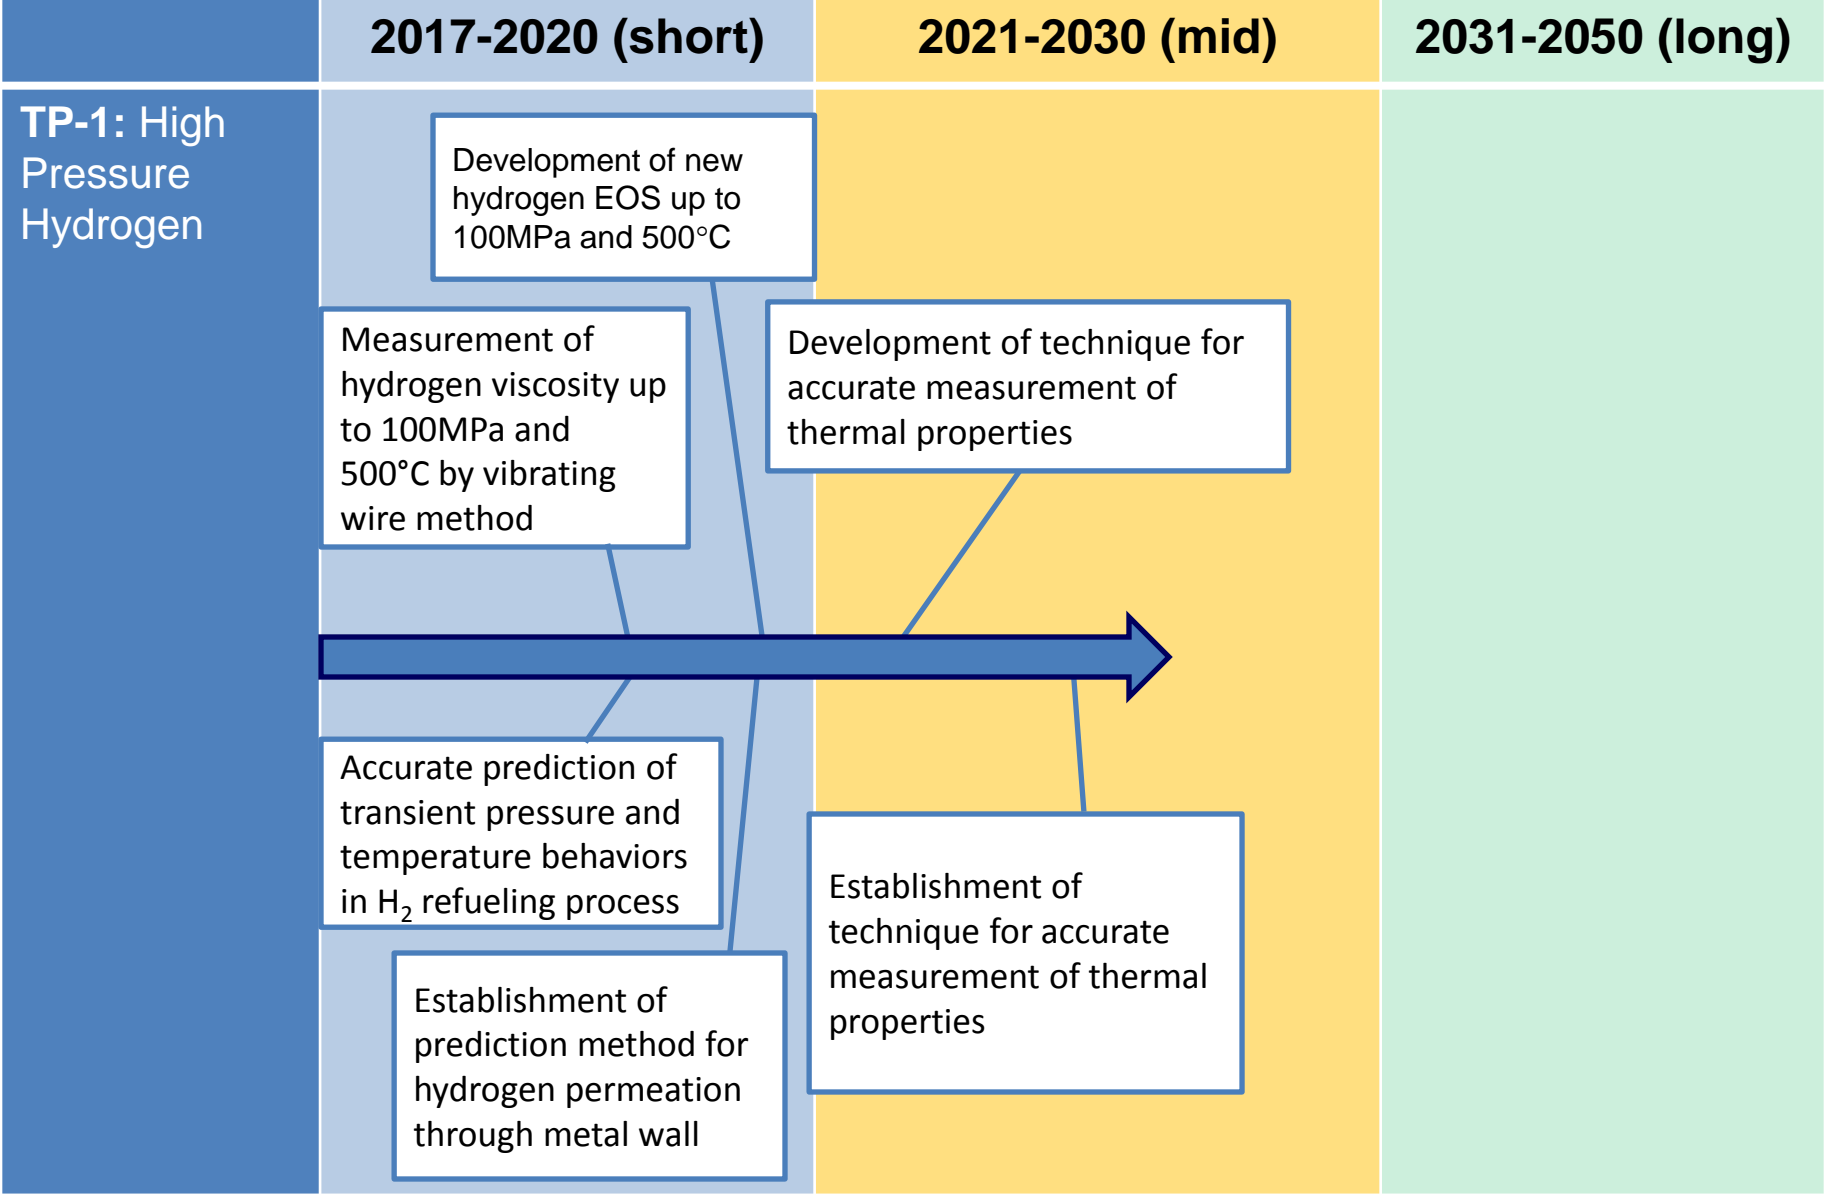 2017-2020 (short)
2021-2030 (mid)
2031-2050 (long)
TP-1: High
Pressure
Hydrogen
Development of new
hydrogen EOS up to
100MPa and 500°C
Measurement of
hydrogen viscosity up
to 100MPa and
500°C by vibrating
wire method
Development of technique for
accurate measurement of
thermal properties
Accurate prediction of
transient pressure and
temperature behaviors
in H₂ refueling process
Establishment of
prediction method for
hydrogen permeation
through metal wall
Establishment of
technique for accurate
measurement of thermal
properties